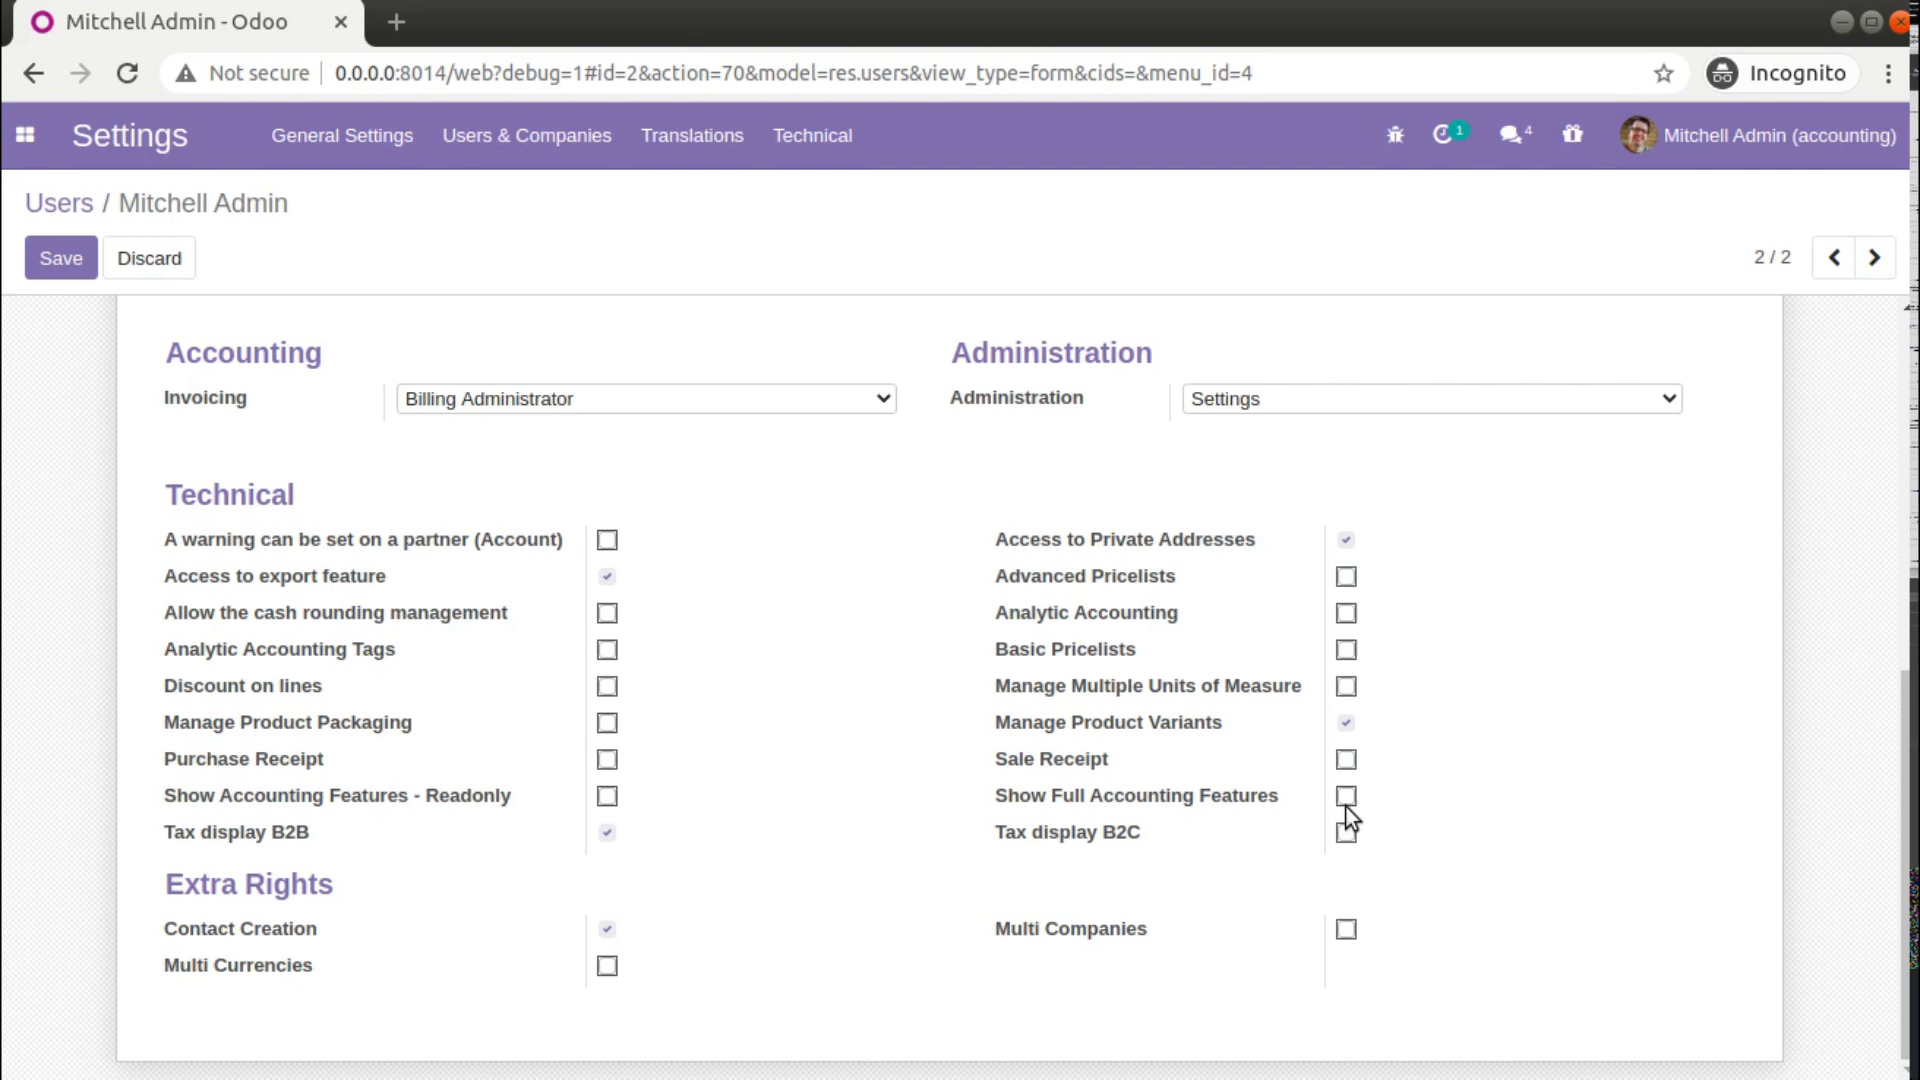 Mitchell Admin - Odoo
Not secure 0.0.0.0:8014/web?debug=1#id=2&action=70&model=res.users&view_type=form&cids=&menu_id=4 Incognito
Settings General Settings Users & Companies Translations Technical 1 4 Mitchell Admin (accounting)
Users / Mitchell Admin
Save Discard 2 / 2
Accounting Administration
Invoicing Billing Administrator Administration Settings
Technical
A warning can be set on a partner (Account) Access to Private Addresses
Access to export feature Advanced Pricelists
Allow the cash rounding management Analytic Accounting
Analytic Accounting Tags Basic Pricelists
Discount on lines Manage Multiple Units of Measure
Manage Product Packaging Manage Product Variants
Purchase Receipt Sale Receipt
Show Accounting Features - Readonly Show Full Accounting Features
Tax display B2B Tax display B2C
Extra Rights
Contact Creation Multi Companies
Multi Currencies